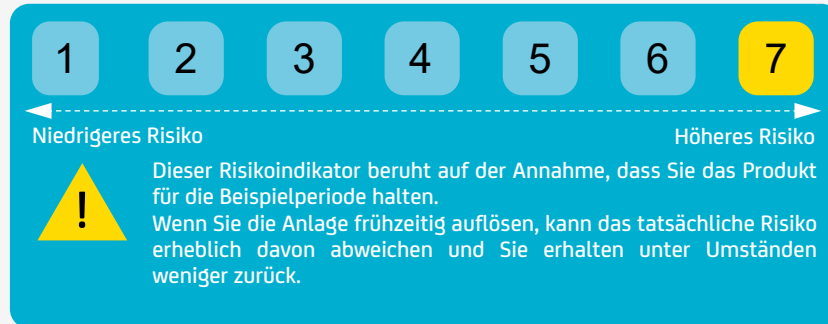 1 2 3 4 5 6 7
Niedrigeres Risiko Höheres Risiko
!
Dieser Risikoindikator beruht auf der Annahme, dass Sie das Produkt
für die Beispielperiode halten.
Wenn Sie die Anlage frühzeitig auflösen, kann das tatsächliche Risiko
erheblich davon abweichen und Sie erhalten unter Umständen
weniger zurück.